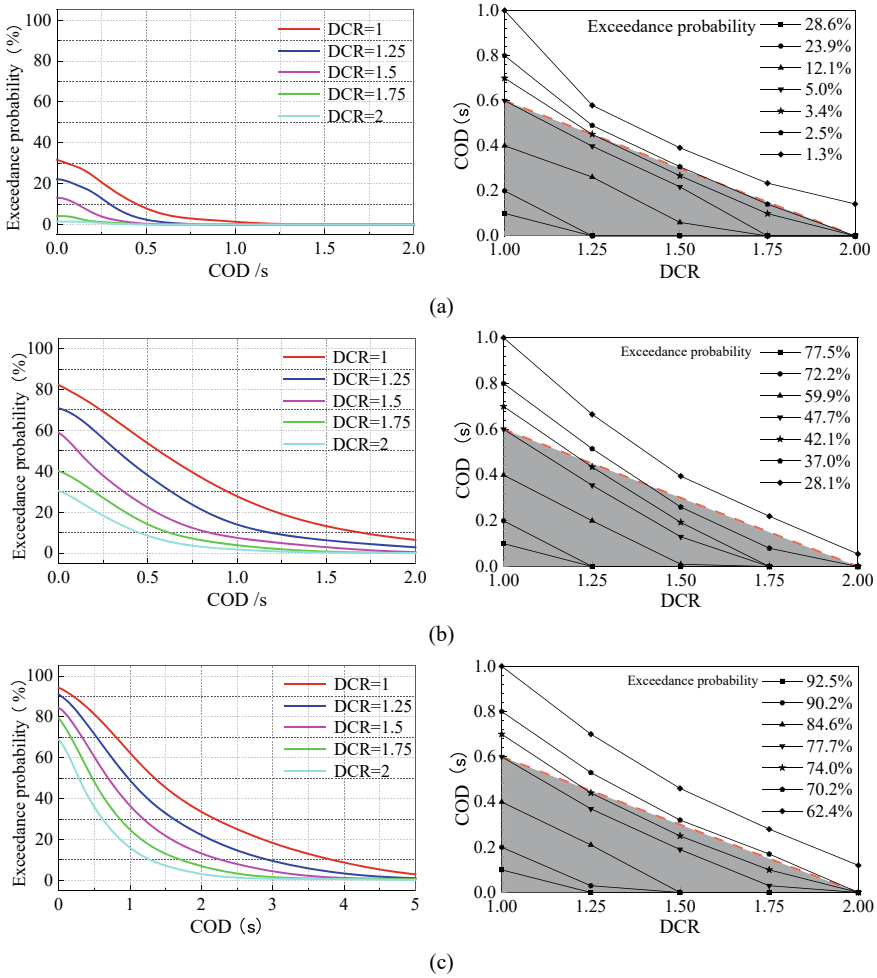 100
80
60
40
20
0
Exceedance probability (%)
DCR=1
DCR=1.25
DCR=1.5
DCR=1.75
DCR=2
0.0 0.5 1.0 1.5 2.0
COD /s
1.0
0.8
0.6
0.4
0.2
0.0
COD (s)
Exceedance probability
28.6%
23.9%
12.1%
5.0%
3.4%
2.5%
1.3%
1.00 1.25 1.50 1.75 2.00
DCR
(a)
100
80
60
40
20
0
Exceedance probability (%)
DCR=1
DCR=1.25
DCR=1.5
DCR=1.75
DCR=2
0.0 0.5 1.0 1.5 2.0
COD /s
1.0
0.8
0.6
0.4
0.2
0.0
COD (s)
Exceedance probability
77.5%
72.2%
59.9%
47.7%
42.1%
37.0%
28.1%
1.00 1.25 1.50 1.75 2.00
DCR
(b)
100
80
60
40
20
0
Exceedance probability (%)
DCR=1
DCR=1.25
DCR=1.5
DCR=1.75
DCR=2
0 1 2 3 4 5
COD (s)
1.0
0.8
0.6
0.4
0.2
0.0
COD (s)
Exceedance probability
92.5%
90.2%
84.6%
77.7%
74.0%
70.2%
62.4%
1.00 1.25 1.50 1.75 2.00
DCR
(c)